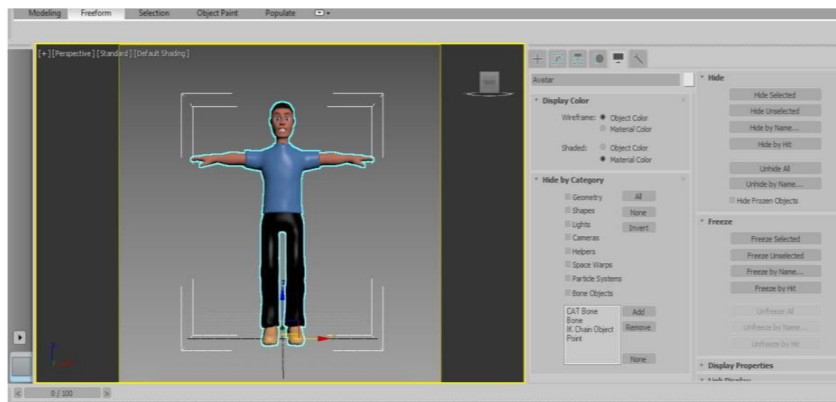 Modeling Freeform Selection Object Paint Populate
[+] [Perspective] [Standard] [Default Shading]
Avatar
Display Color
Wireframe: Object Color
Material Color
Shaded: Object Color
Material Color
Hide by Category
Geometry All
Shapes None
Lights Invert
Cameras
Helpers
Space Warps
Particle Systems
Bone Objects
CAT Bone Add
Bone
IK Chain Object Remove
Point
None
Hide
Hide Selected
Hide Unselected
Hide by Name...
Hide by Hit
Unhide All
Unhide by Name...
Hide Frozen Objects
Freeze
Freeze Selected
Freeze Unselected
Freeze by Name...
Freeze by Hit
Unfreeze All
Unfreeze by Name...
Unfreeze by Hit
Display Properties
Link Display
< 0 / 100 >